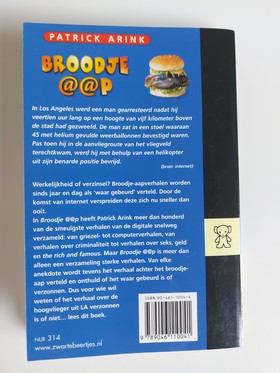 PATRICK ARINK
BROODJE
@@P
In Los Angeles werd een man gearresteerd nadat hij
veertien uur lang op een hoogte van vijf kilometer boven
de stad had gezweefd. De man zat in een stoel waaraan
45 met helium gevulde weerballonnen bevestigd waren.
Pas toen hij in de aanvliegroute van het vliegveld
terechtkwam, werd hij met behulp van een helikopter
uit zijn benarde positie bevrijd.
(bron: internet)
Werkelijkheid of verzinsel? Broodje-aapverhalen worden
sinds jaar en dag als 'waar gebeurd' verteld. Door de
komst van internet verspreiden deze zich nu sneller dan
ooit.
In Broodje @@p heeft Patrick Arink meer dan honderd
van de smeuïgste verhalen van de digitale snelweg
verzameld: van griezel- tot computerverhalen, van
verhalen over criminaliteit tot verhalen over seks, geld
en the rich and famous. Maar Broodje @@p is meer dan
alleen een verzameling sterke verhalen. Van elke
anekdote wordt tevens het verhaal achter het broodje-
aap verteld en onthuld of het waar gebeurd is of
verzonnen. Dus voor wie wil
weten of het verhaal over de
hoogvlieger uit LA verzonnen
is of niet... lees dit boek.
NUR 314
www.zwartebeertjes.nl
ISBN 90-461-1004-4
9 789046 110041